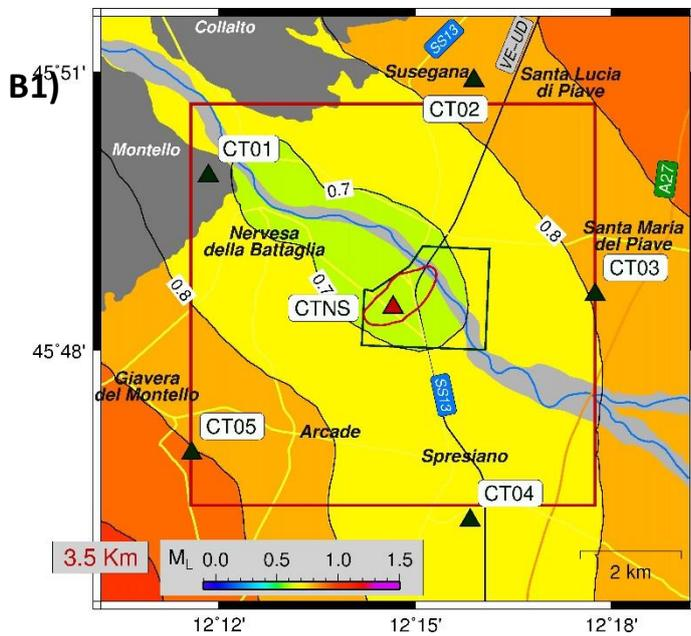 B1)
45°51'
45°48'
Collalto
SS13
VE-UD
Susegana
Santa Lucia
di Piave
CT02
Montello
CT01
A27
0.7
0.8
Nervesa
della Battaglia
Santa Maria
del Piave
CT03
0.7
0.8
CTNS
Giavera
del Montello
SS13
CT05
Arcade
Spresiano
CT04
3.5 Km
ML 0.0 0.5 1.0 1.5
2 km
12°12'
12°15'
12°18'